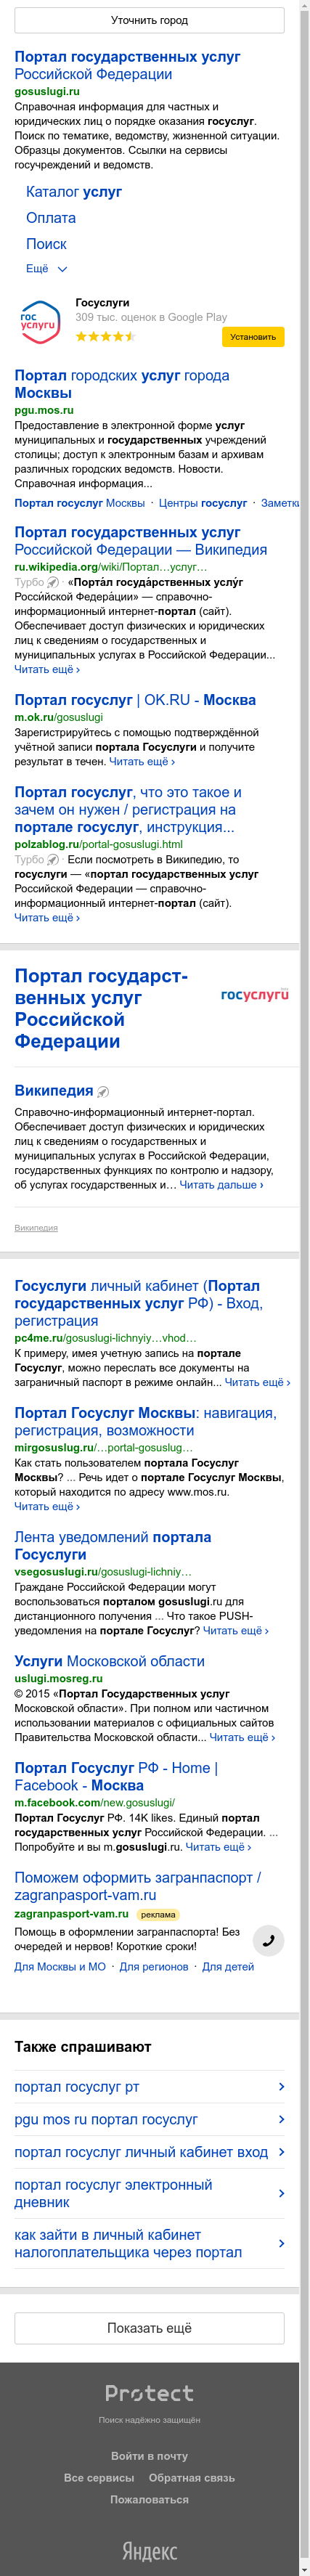 Уточнить город
Портал государственных услуг
Российской Федерации
gosuslugi.ru
Справочная информация для частных и
юридических лиц о порядке оказания госуслуг.
Поиск по тематике, ведомству, жизненной ситуации.
Образцы документов. Ссылки на сервисы
госучреждений и ведомств.
Каталог услуг
Оплата
Поиск
Ещё
гос
услуги
Госуслуги
309 тыс. оценок в Google Play
Установить
Портал городских услуг города
Москвы
pgu.mos.ru
Предоставление в электронной форме услуг
муниципальных и государственных учреждений
столицы; доступ к электронным базам и архивам
различных городских ведомств. Новости.
Справочная информация...
Портал госуслуг Москвы · Центры госуслуг · Заметки
Портал государственных услуг
Российской Федерации — Википедия
ru.wikipedia.org/wiki/Портал…услуг…
Турбо · «Порта́л госуда́рственных услу́г
Росси́йской Федера́ции» — справочно-
информационный интернет-портал (сайт).
Обеспечивает доступ физических и юридических
лиц к сведениям о государственных и
муниципальных услугах в Российской Федерации...
Читать ещё ›
Портал госуслуг | OK.RU - Москва
m.ok.ru/gosuslugi
Зарегистрируйтесь с помощью подтверждённой
учётной записи портала Госуслуги и получите
результат в течен. Читать ещё ›
Портал госуслуг, что это такое и
зачем он нужен / регистрация на
портале госуслуг, инструкция...
polzablog.ru/portal-gosuslugi.html
Турбо · Если посмотреть в Википедию, то
госуслуги — «портал государственных услуг
Российской Федерации — справочно-
информационный интернет-портал (сайт).
Читать ещё ›
Портал государст-
венных услуг
Российской
Федерации
госуслуги
Википедия
Справочно-информационный интернет-портал.
Обеспечивает доступ физических и юридических
лиц к сведениям о государственных и
муниципальных услугах в Российской Федерации,
государственных функциях по контролю и надзору,
об услугах государственных и… Читать дальше ›
Википедия
Госуслуги личный кабинет (Портал
государственных услуг РФ) - Вход,
регистрация
pc4me.ru/gosuslugi-lichnyiy…vhod…
К примеру, имея учетную запись на портале
Госуслуг, можно переслать все документы на
заграничный паспорт в режиме онлайн... Читать ещё ›
Портал Госуслуг Москвы: навигация,
регистрация, возможности
mirgosuslug.ru/…portal-gosuslug…
Как стать пользователем портала Госуслуг
Москвы? ... Речь идет о портале Госуслуг Москвы,
который находится по адресу www.mos.ru.
Читать ещё ›
Лента уведомлений портала
Госуслуги
vsegosuslugi.ru/gosuslugi-lichniy…
Граждане Российской Федерации могут
воспользоваться порталом gosuslugi.ru для
дистанционного получения ... Что такое PUSH-
уведомления на портале Госуслуг? Читать ещё ›
Услуги Московской области
uslugi.mosreg.ru
© 2015 «Портал Государственных услуг
Московской области». При полном или частичном
использовании материалов с официальных сайтов
Правительства Московской области... Читать ещё ›
Портал Госуслуг РФ - Home |
Facebook - Москва
m.facebook.com/new.gosuslugi/
Портал Госуслуг РФ. 14K likes. Единый портал
государственных услуг Российской Федерации. ...
Попробуйте и вы m.gosuslugi.ru. Читать ещё ›
Поможем оформить загранпаспорт /
zagranpasport-vam.ru
zagranpasport-vam.ru реклама
Помощь в оформлении загранпаспорта! Без
очередей и нервов! Короткие сроки!
Для Москвы и МО · Для регионов · Для детей
Также спрашивают
портал госуслуг рт
pgu mos ru портал госуслуг
портал госуслуг личный кабинет вход
портал госуслуг электронный
дневник
как зайти в личный кабинет
налогоплательщика через портал
Показать ещё
Protect
Поиск надёжно защищён
Войти в почту
Все сервисы Обратная связь
Пожаловаться
Яндекс